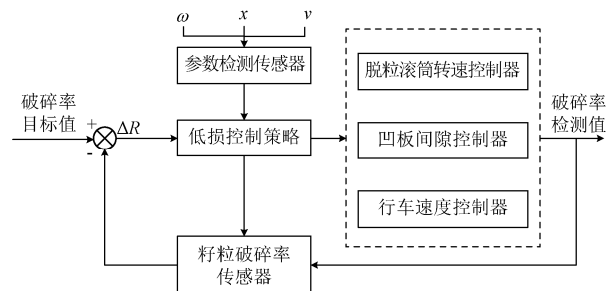 ω x v
参数检测传感器
脱粒滚筒转速控制器
破碎率
目标值
+
-
ΔR
低损控制策略
凹板间隙控制器
破碎率
检测值
行车速度控制器
籽粒破碎率
传感器